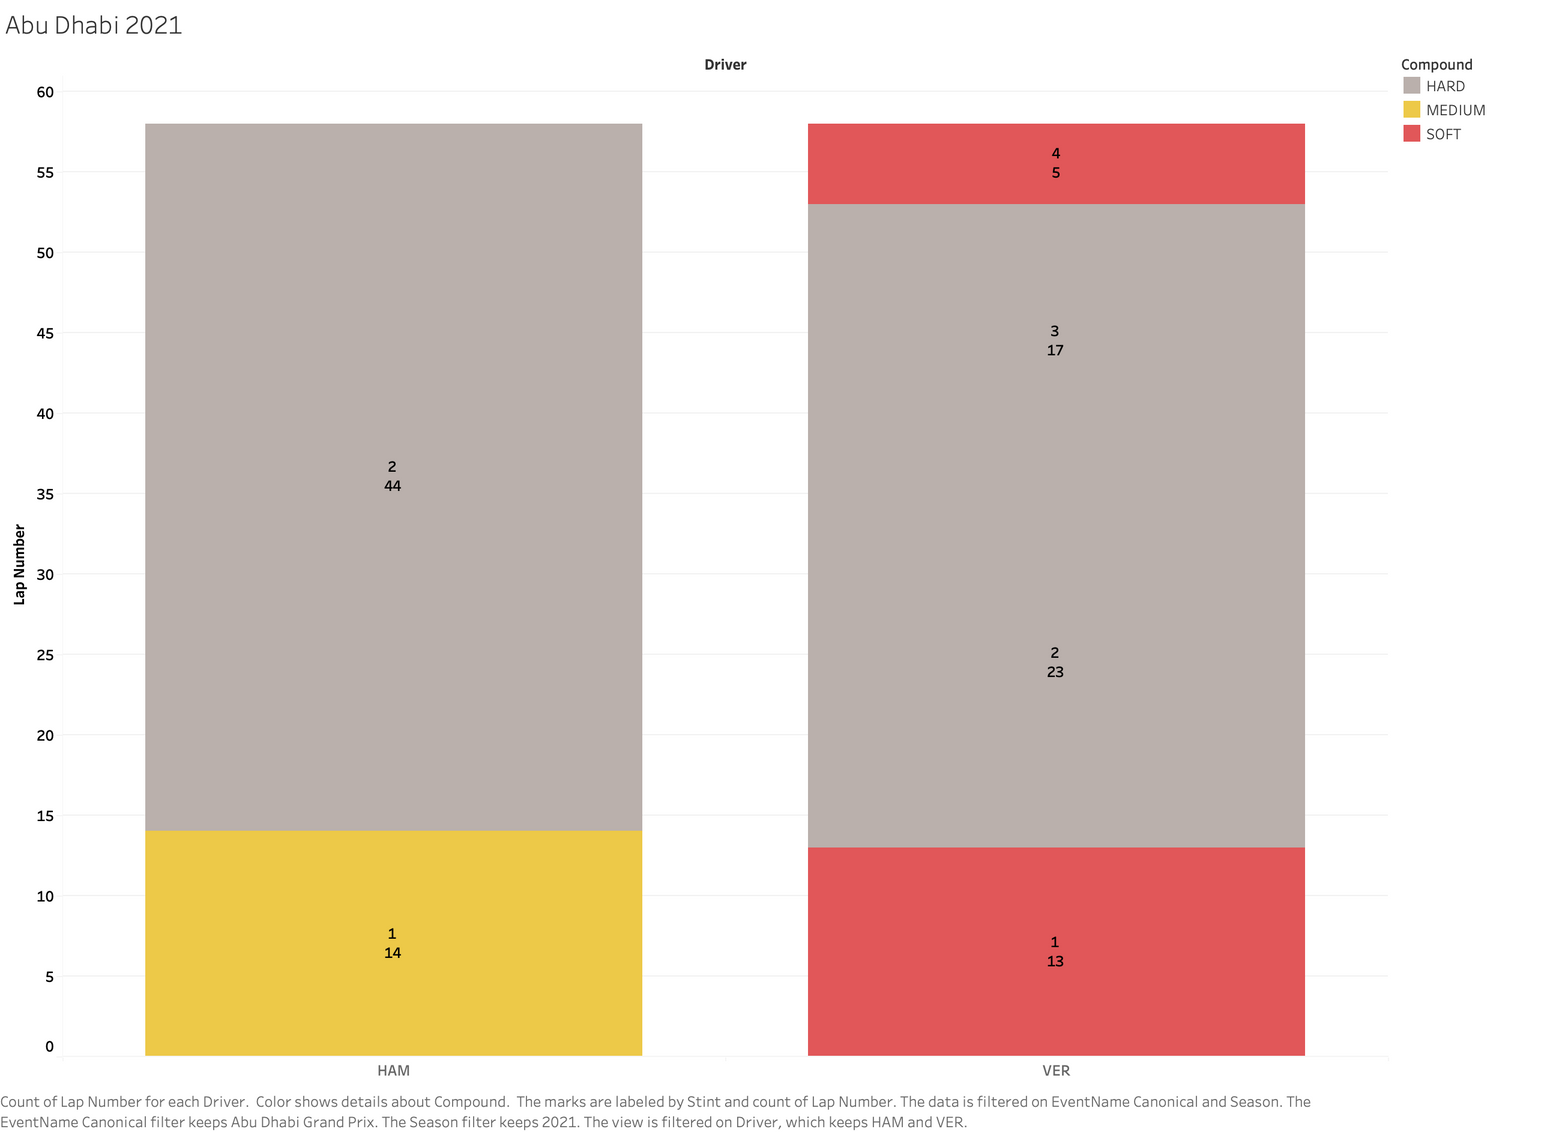 Abu Dhabi 2021
Driver
Compound
HARD
MEDIUM
SOFT
Lap Number
60
55
50
45
40
35
30
25
20
15
10
5
0
2
44
1
14
4
5
3
17
2
23
1
13
HAM
VER
Count of Lap Number for each Driver.  Color shows details about Compound.  The marks are labeled by Stint and count of Lap Number. The data is filtered on EventName Canonical and Season. The
EventName Canonical filter keeps Abu Dhabi Grand Prix. The Season filter keeps 2021. The view is filtered on Driver, which keeps HAM and VER.